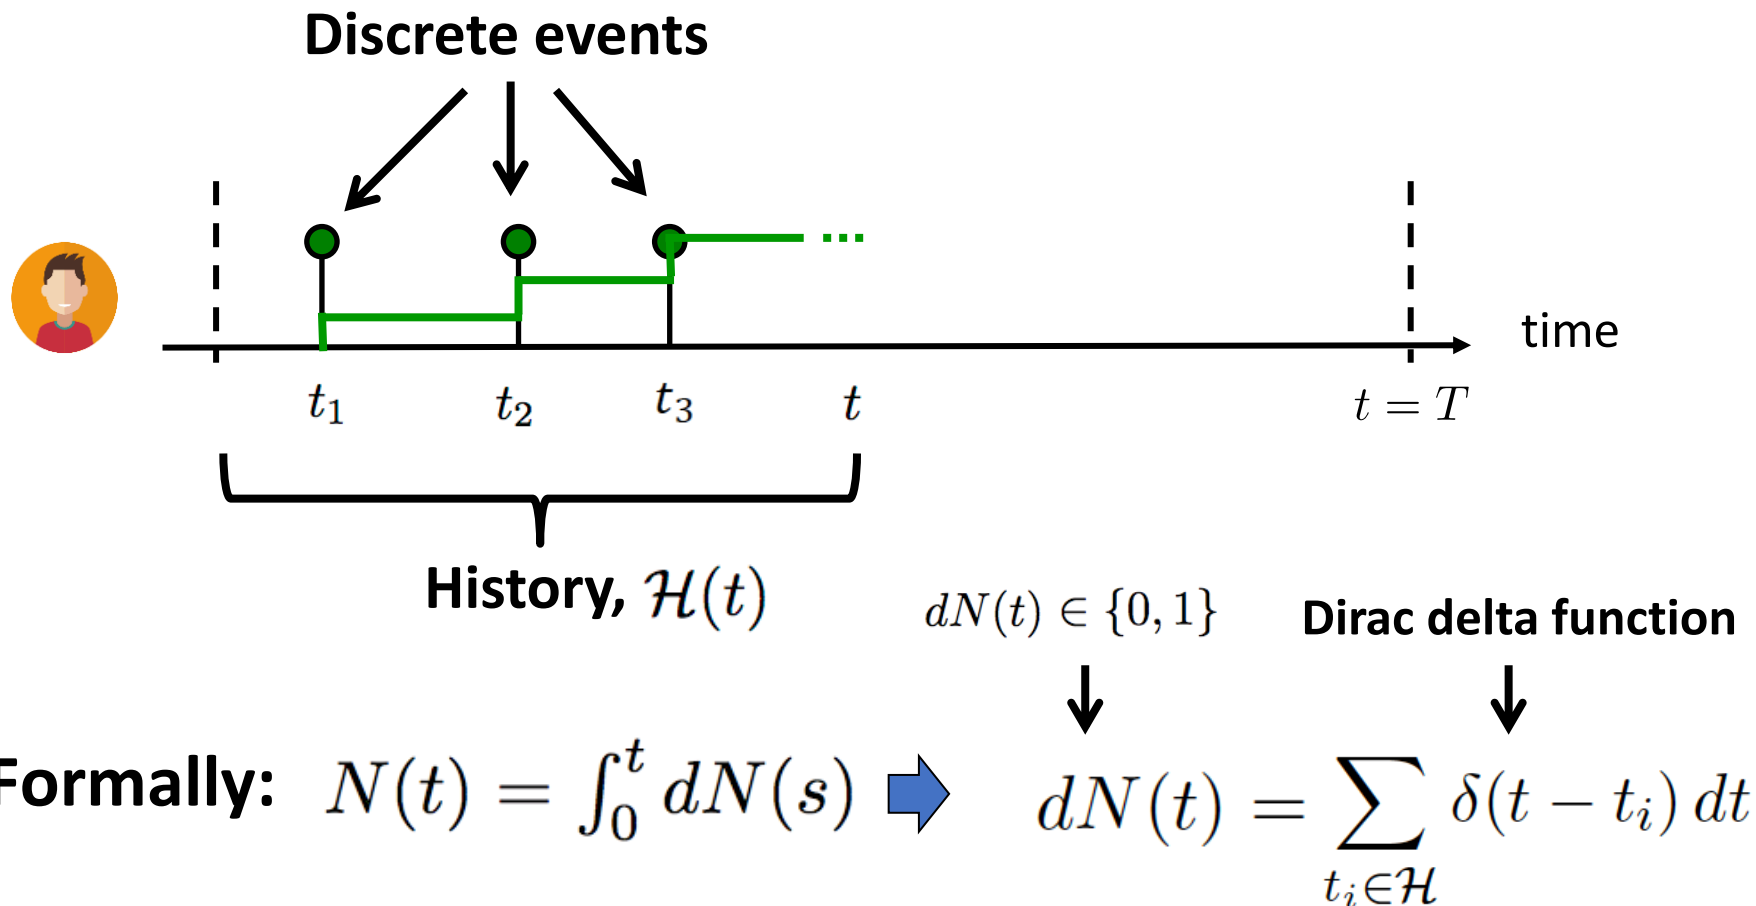 Discrete events
time
t₁ t₂ t₃ t t = T
History, ℋ(t)
dN(t) ∈ {0, 1}
Dirac delta function
Formally: N(t) = ∫₀ᵗ dN(s) dN(t) = ∑_{tᵢ∈ℋ} δ(t − tᵢ) dt